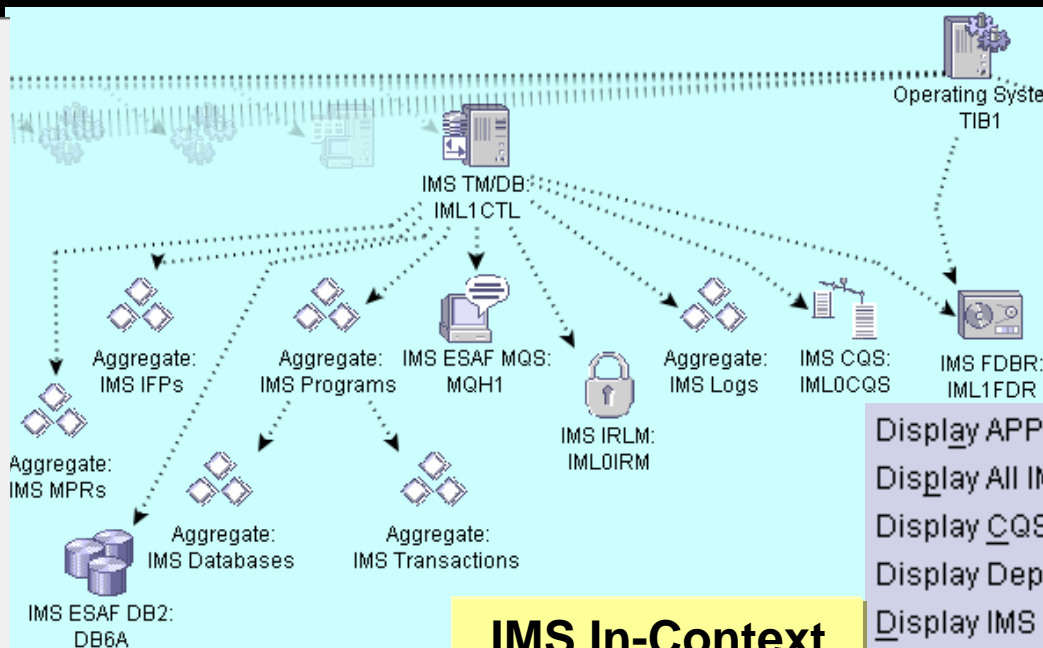 Operating Syste
TIB1
IMS TM/DB:
IML1CTL
Aggregate:
IMS IFPs
Aggregate:
IMS Programs
IMS ESAF MQS:
MQH1
Aggregate:
IMS Logs
IMS CQS:
IML0CQS
IMS FDBR:
IML1FDR
IMS IRLM:
IML0IRM
Aggregate:
IMS MPRs
Aggregate:
IMS Databases
Aggregate:
IMS Transactions
IMS ESAF DB2:
DB6A
Display APP
Display All IM
Display CQS
Display Dep
Display IMS
IMS In-Context